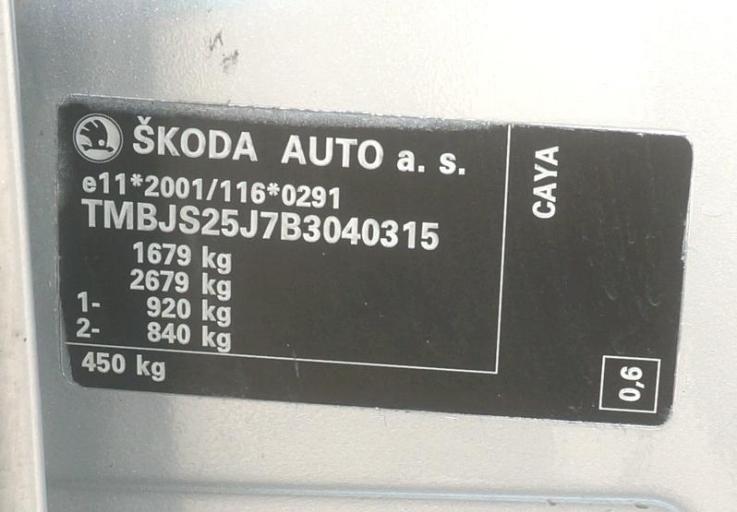 ŠKODA AUTO a. s.
e11*2001/116*0291
TMBJS25J7B3040315
1679 kg
2679 kg
1- 920 kg
2- 840 kg
450 kg
CAYA
0,6